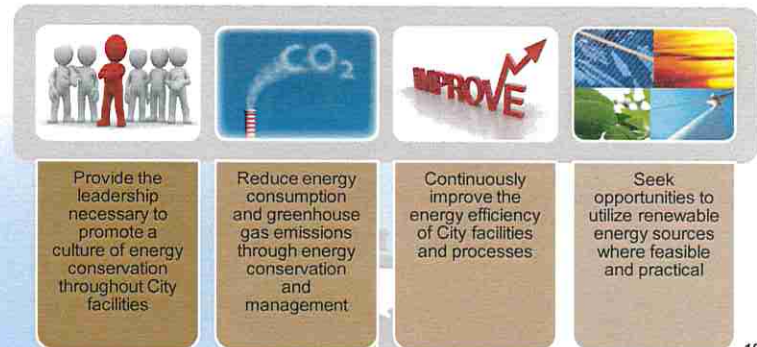 CO2
IMPROVE
Provide the
leadership
necessary to
promote a
culture of energy
conservation
throughout City
facilities
Reduce energy
consumption
and greenhouse
gas emissions
through energy
conservation
and
management
Continuously
improve the
energy efficiency
of City facilities
and processes
Seek
opportunities to
utilize renewable
energy sources
where feasible
and practical